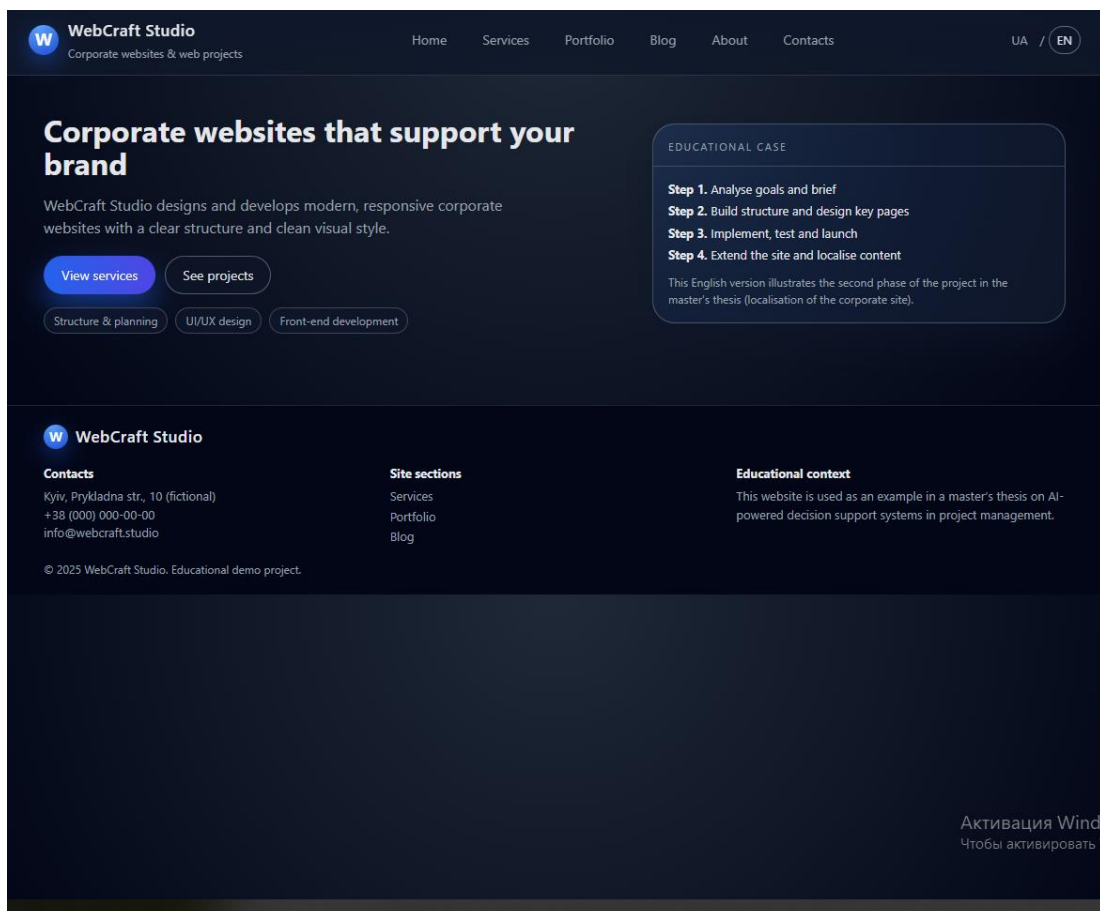 W
WebCraft Studio
Corporate websites & web projects
Home Services Portfolio Blog About Contacts
UA / EN
Corporate websites that support your
brand
WebCraft Studio designs and develops modern, responsive corporate
websites with a clear structure and clean visual style.
View services See projects
Structure & planning UI/UX design Front-end development
EDUCATIONAL CASE
Step 1. Analyse goals and brief
Step 2. Build structure and design key pages
Step 3. Implement, test and launch
Step 4. Extend the site and localise content
This English version illustrates the second phase of the project in the
master's thesis (localisation of the corporate site).
W WebCraft Studio
Contacts
Kyiv, Prykladna str., 10 (fictional)
+38 (000) 000-00-00
info@webcraft.studio
Site sections
Services
Portfolio
Blog
Educational context
This website is used as an example in a master's thesis on AI-
powered decision support systems in project management.
© 2025 WebCraft Studio. Educational demo project.
Активация Wind
Чтобы активировать